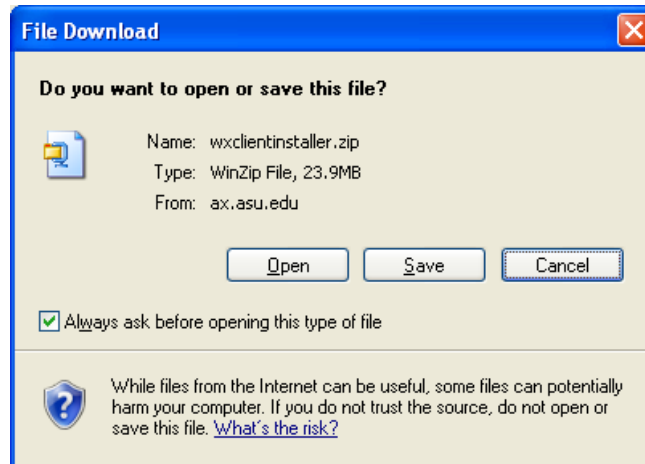 File Download
Do you want to open or save this file?
Name: wxclientinstaller.zip
Type: WinZip File, 23.9MB
From: ax.asu.edu
Open Save Cancel
Always ask before opening this type of file
While files from the Internet can be useful, some files can potentially
harm your computer. If you do not trust the source, do not open or
save this file. What's the risk?